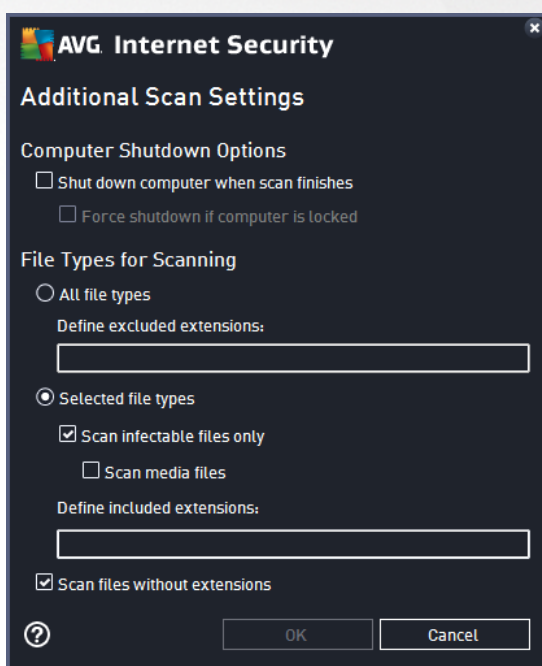 AVG. Internet Security
Additional Scan Settings
Computer Shutdown Options
Shut down computer when scan finishes
Force shutdown if computer is locked
File Types for Scanning
All file types
Define excluded extensions:
Selected file types
Scan infectable files only
Scan media files
Define included extensions:
Scan files without extensions
? OK Cancel